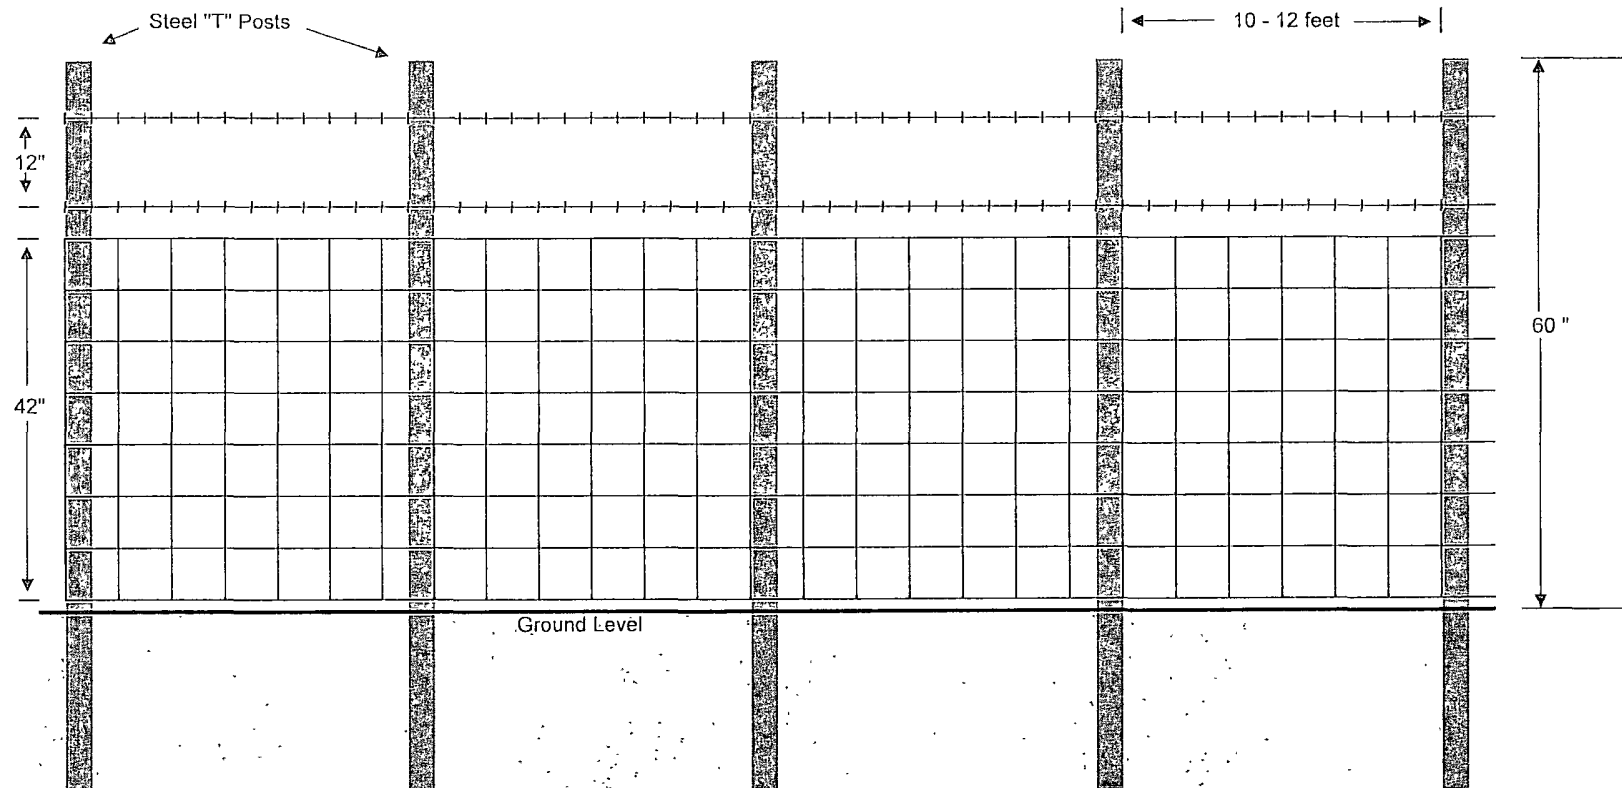 Steel "T" Posts
10 - 12 feet
12"
60 "
42"
Ground Level